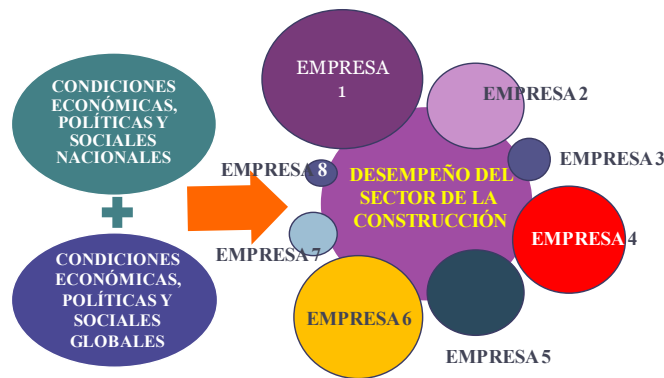 CONDICIONES
ECONÓMICAS,
POLÍTICAS Y
SOCIALES
NACIONALES
CONDICIONES
ECONÓMICAS,
POLÍTICAS Y
SOCIALES
GLOBALES
EMPRESA
1
EMPRESA 2
EMPRESA 3
EMPRESA 4
EMPRESA 5
EMPRESA 6
EMPRESA 7
EMPRESA 8
DESEMPEÑO DEL
SECTOR DE LA
CONSTRUCCIÓN